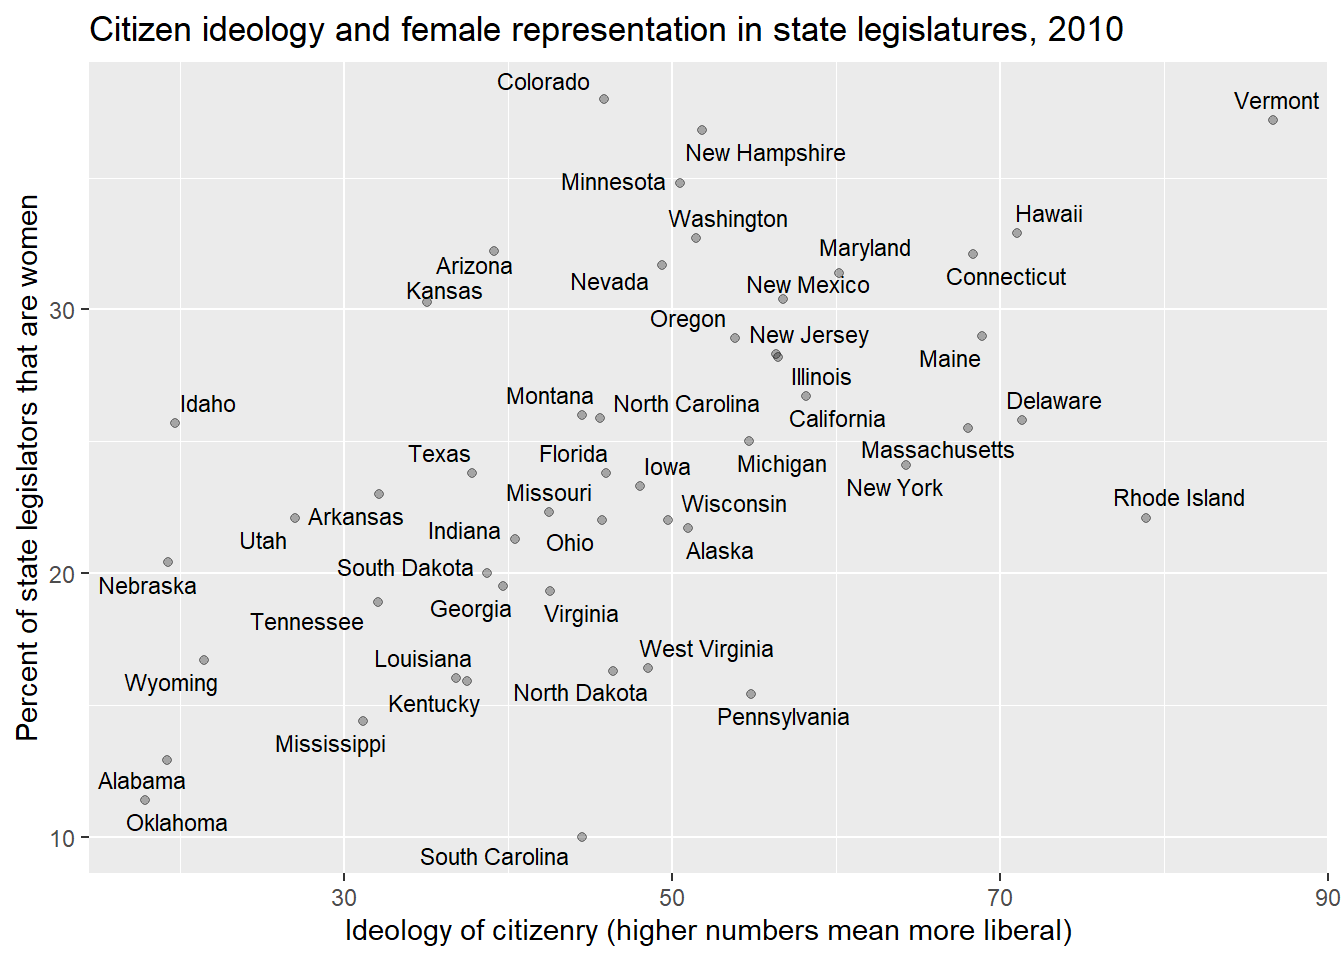 Citizen ideology and female representation in state legislatures, 2010
Colorado
Vermont
New Hampshire
Minnesota
Washington
Hawaii
Maryland
Arizona
Connecticut
Nevada
New Mexico
Kansas
30
Oregon
New Jersey
Maine
Illinois
Montana
Idaho
North Carolina
Delaware
California
Texas
Florida
Massachusetts
Iowa
Michigan
New York
Missouri
Rhode Island
Wisconsin
Arkansas
Indiana
Utah
Ohio
Alaska
South Dakota
20
Nebraska
Georgia
Virginia
Tennessee
West Virginia
Louisiana
Wyoming
North Dakota
Kentucky
Pennsylvania
Mississippi
Alabama
Oklahoma
10
South Carolina
Percent of state legislators that are women
30
50
70
90
Ideology of citizenry (higher numbers mean more liberal)